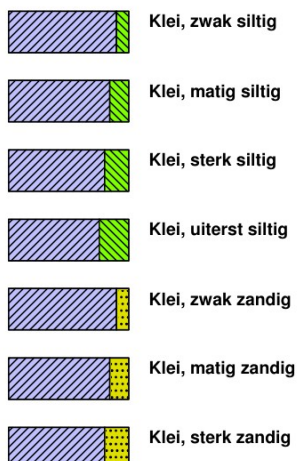 Klei, zwak siltig
Klei, matig siltig
Klei, sterk siltig
Klei, uiterst siltig
Klei, zwak zandig
Klei, matig zandig
Klei, sterk zandig